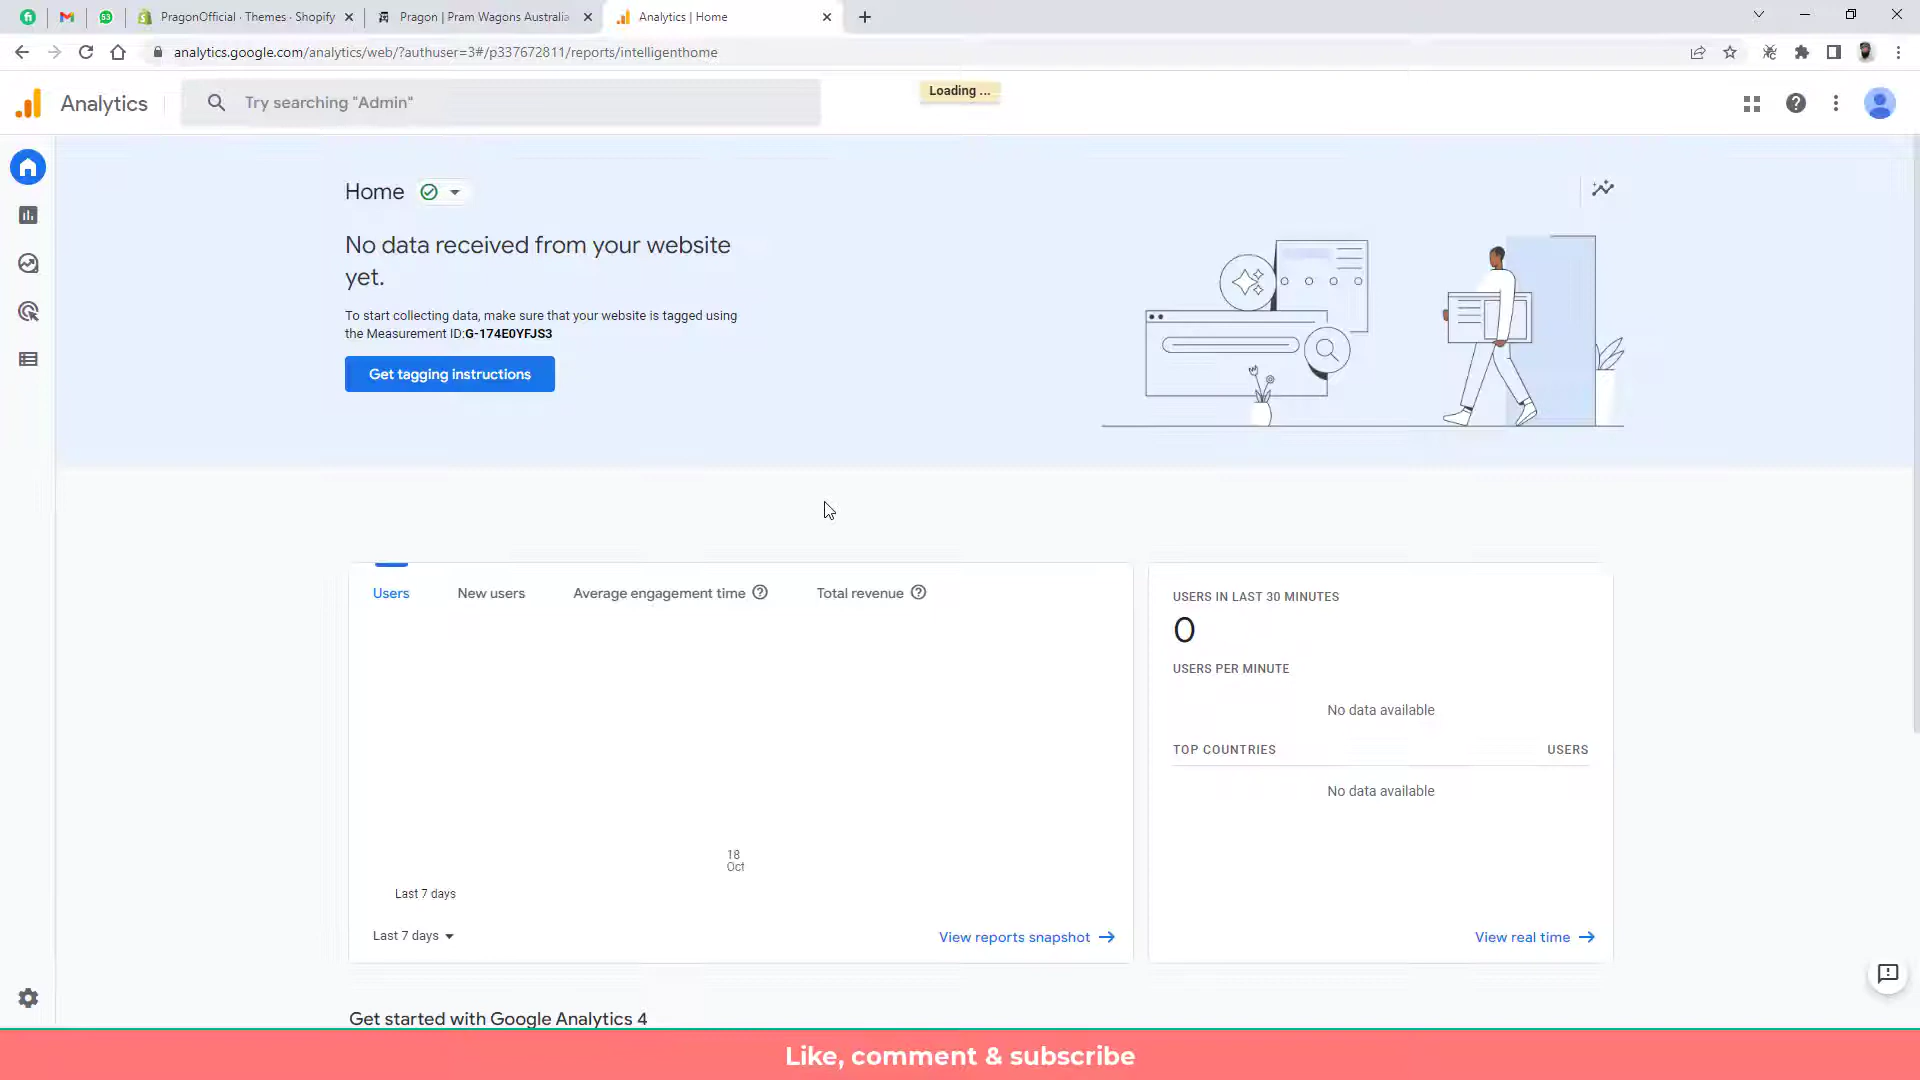 PragonOfficial · Themes · Shopify
Pragon | Pram Wagons Australia
Analytics | Home
analytics.google.com/analytics/web/?authuser=3#/p337672811/reports/intelligenthome
Analytics
Try searching "Admin"
Loading ...
Home
No data received from your website
yet.
To start collecting data, make sure that your website is tagged using
the Measurement ID:G-174E0YFJS3
Get tagging instructions
Users
New users
Average engagement time
Total revenue
18
Oct
Last 7 days
Last 7 days
View reports snapshot
USERS IN LAST 30 MINUTES
0
USERS PER MINUTE
No data available
TOP COUNTRIES
USERS
No data available
View real time
Get started with Google Analytics 4
Like, comment & subscribe